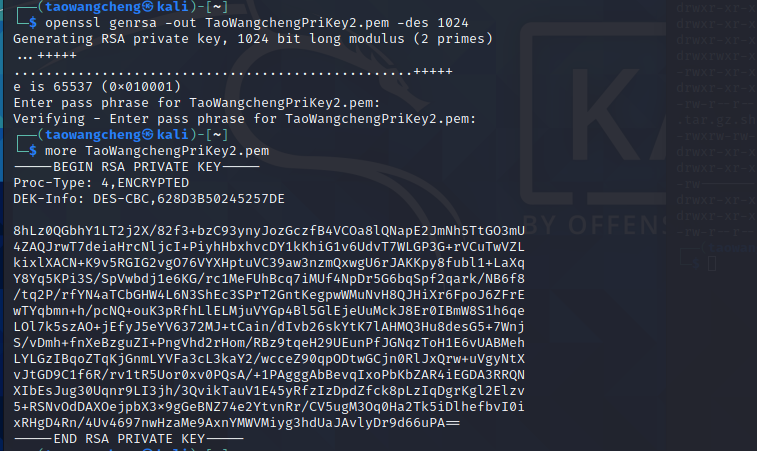 (taowangcheng㉿kali)-[~]
$ openssl genrsa -out TaoWangchengPriKey2.pem -des 1024
Generating RSA private key, 1024 bit long modulus (2 primes)
...+++++
....................................................+++++
e is 65537 (0×010001)
Enter pass phrase for TaoWangchengPriKey2.pem:
Verifying - Enter pass phrase for TaoWangchengPriKey2.pem:
(taowangcheng㉿kali)-[~]
$ more TaoWangchengPriKey2.pem
-----BEGIN RSA PRIVATE KEY-----
Proc-Type: 4,ENCRYPTED
DEK-Info: DES-CBC,628D3B50245257DE
8hLz0QGbhY1LT2j2X/82f3+bzC93ynyJozGczfB4VCOa8lQNapE2JmNh5TtGO3mU
4ZAQJrwT7deiaHrcNljcI+PiyhHbxhvcDY1kKhiG1v6UdvT7WLGP3G+rVCuTwVZL
kixlXACN+K9v5RGIG2vgO76VYXHptuVC39aw3nzmQxwgU6rJAKKpy8fubl1+LaXq
Y8Yq5KPi3S/SpVwbdj1e6KG/rc1MeFUhBcq7iMUf4NpDr5G6bqSpf2qark/NB6f8
/tq2P/rfYN4aTCbGHW4L6N3ShEc3SPrT2GntKegpwWMuNvH8QJHiXr6FpoJ6ZFrE
wTYqbmn+h/pcNQ+ouK3pRfhLlELMjuVYGp4Bl5GlEjeUuMckJ8Er0IBmW8S1h6qe
LOl7k5szAO+jEfyJ5eYV6372MJ+tCain/dIvb26skYtK7lAHMQ3Hu8desG5+7Wnj
S/vDmh+fnXeBzguZI+PngVhd2rHom/RBz9tqeH29UEunPfJGNqzToH1E6vUABMeh
LYLGzIBqoZTqKjGnmLYVFa3cL3kaY2/wcceZ90qpODtwGCjn0RlJxQrw+uVgyNtX
vJtGD9C1f6R/rv1tR5Uor0xv0PQsA/+1PAgggAbBevqIxoPbKbZAR4iEGDA3RRQN
XIbEsJug30Uqnr9LI3jh/3QvikTauV1E45yRfzIzDpdZfck8pLzIqDgrKgl2Elzv
5+RSNvOdDAXOejpbX3×9gGeBNZ74e2YtvnRr/CV5ugM3Oq0Ha2Tk5iDlhefbvI0i
xRHgD4Rn/4Uv4697nwHzaMe9AxnYMWVMiyg3hdUaJAvlyDr9d66uPA==
-----END RSA PRIVATE KEY-----
BY OFFENS